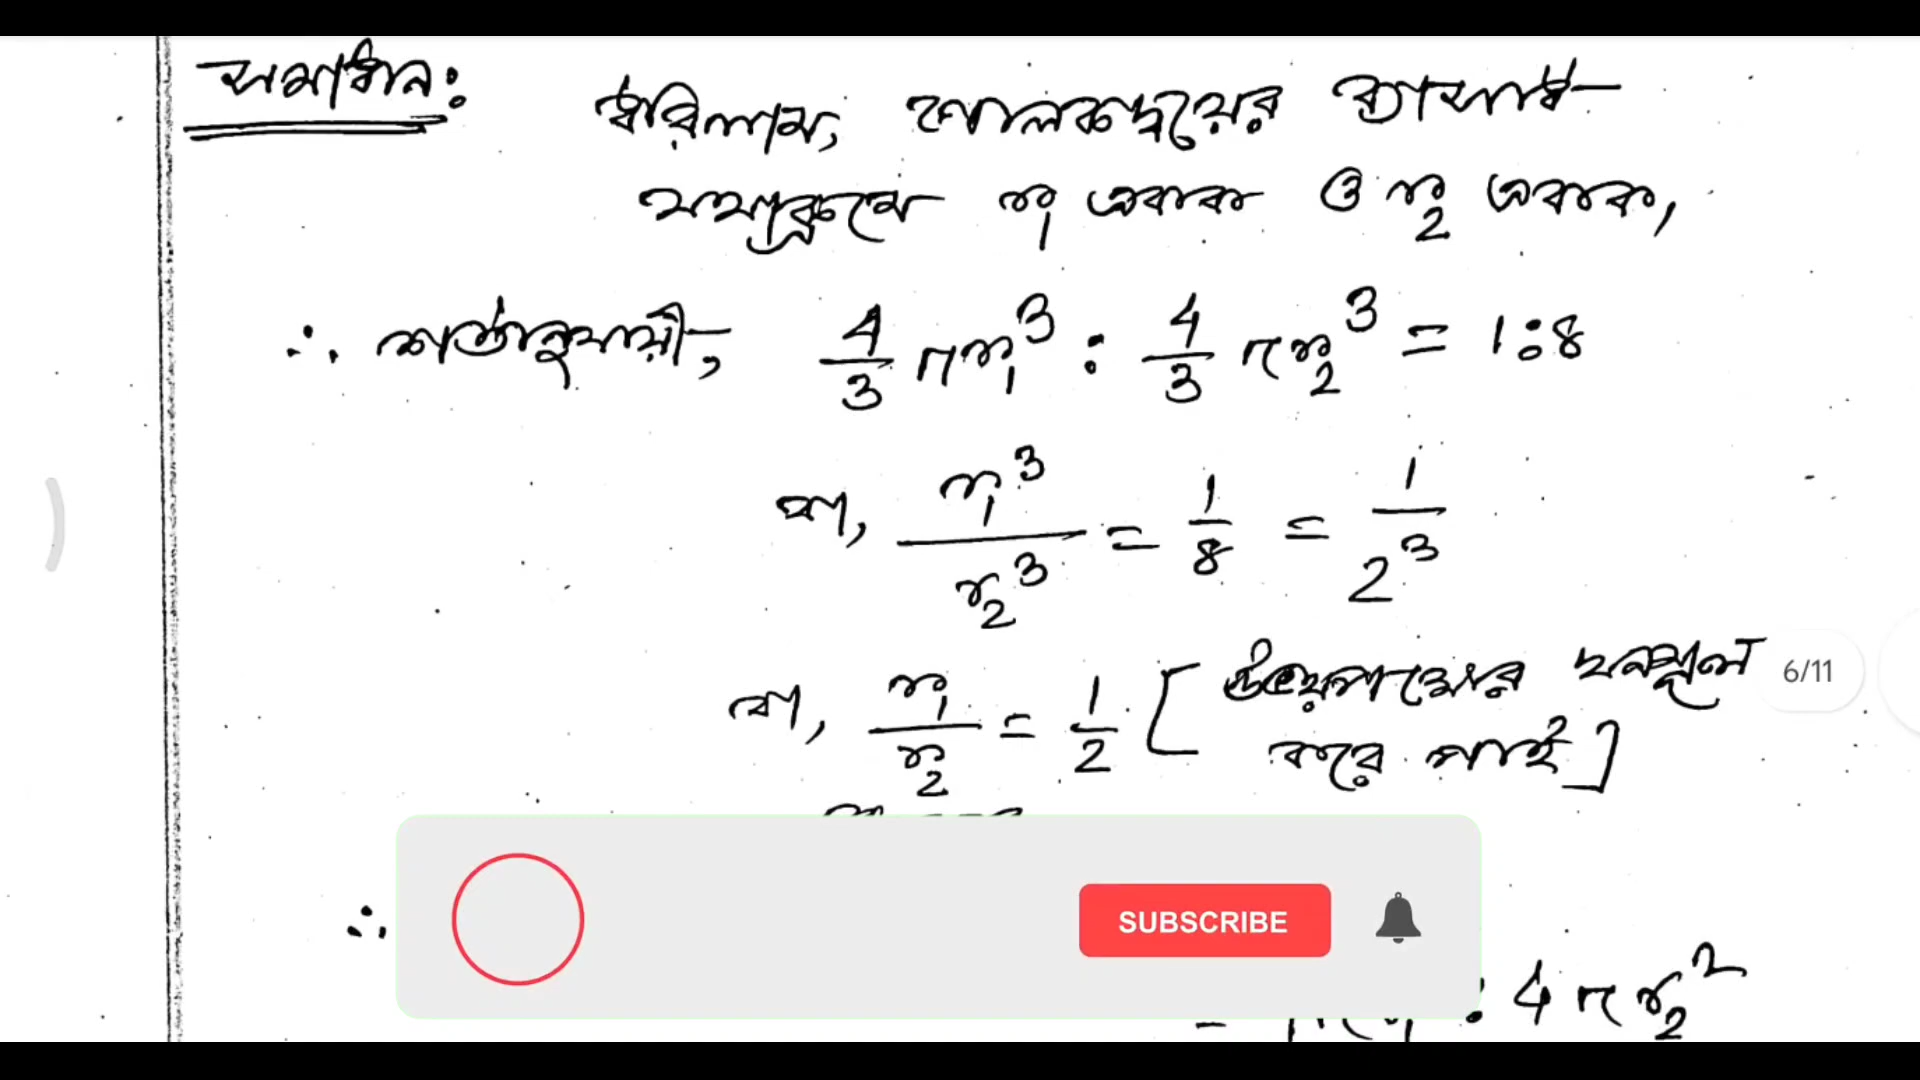 সমাধান:
ধরিলাম, গোলকদ্বয়ের ব্যাসার্ধ
যথাক্রমে r₁ একক ও r₂ একক,
∴ শর্তানুযায়ী, 4/3 πr₁³ : 4/3 πr₂³ = 1:8
বা, r₁³/r₂³ = 1/8 = 1/2³
বা, r₁/r₂ = 1/2 [উভয়পক্ষের ঘনমূল
করে পাই]
6/11
∴
SUBSCRIBE
: 4πr₂²